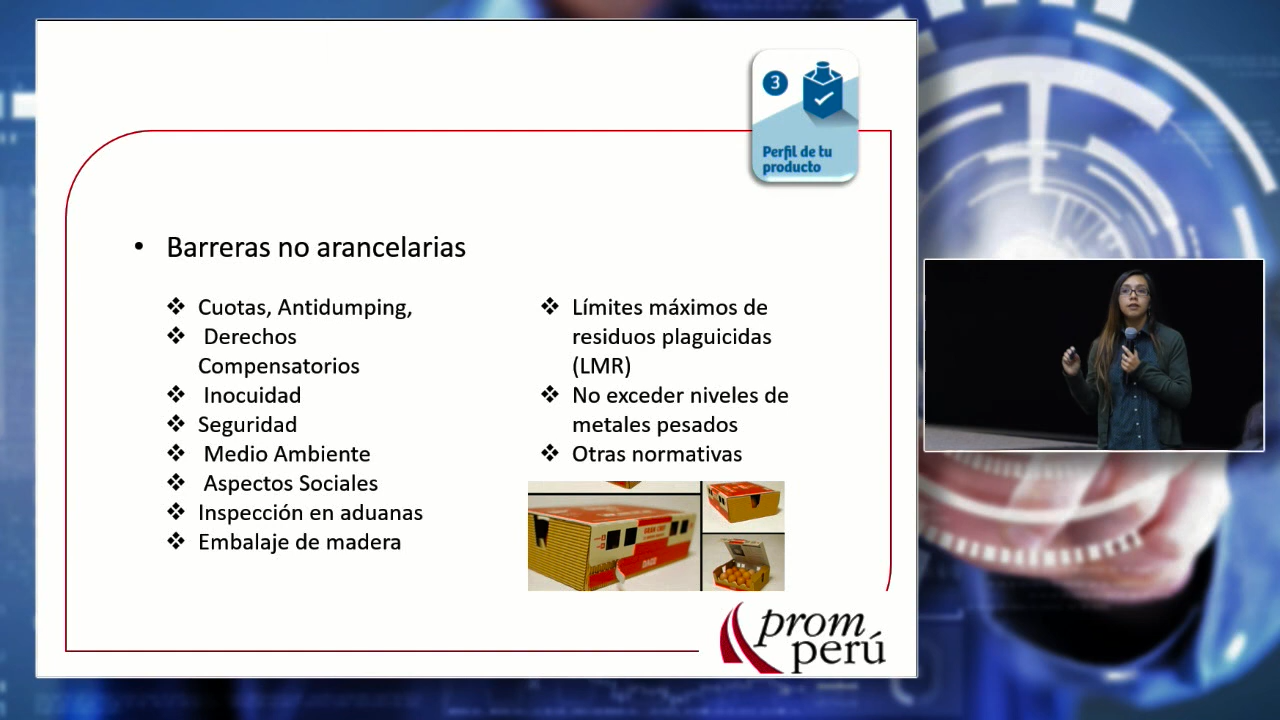 3
Perfil de tu
producto
• Barreras no arancelarias
❖ Cuotas, Antidumping,
❖ Derechos
Compensatorios
❖ Inocuidad
❖ Seguridad
❖ Medio Ambiente
❖ Aspectos Sociales
❖ Inspección en aduanas
❖ Embalaje de madera
❖ Límites máximos de
residuos plaguicidas
(LMR)
❖ No exceder niveles de
metales pesados
❖ Otras normativas
prom
perú